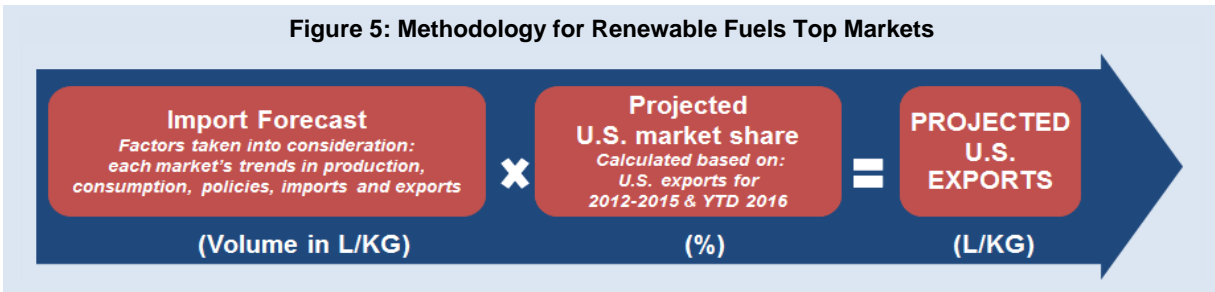 Figure 5: Methodology for Renewable Fuels Top Markets
Import Forecast
Factors taken into consideration:
each market's trends in production,
consumption, policies, imports and exports
(Volume in L/KG)
×
Projected
U.S. market share
Calculated based on:
U.S. exports for
2012-2015 & YTD 2016
(%)
=
PROJECTED
U.S.
EXPORTS
(L/KG)